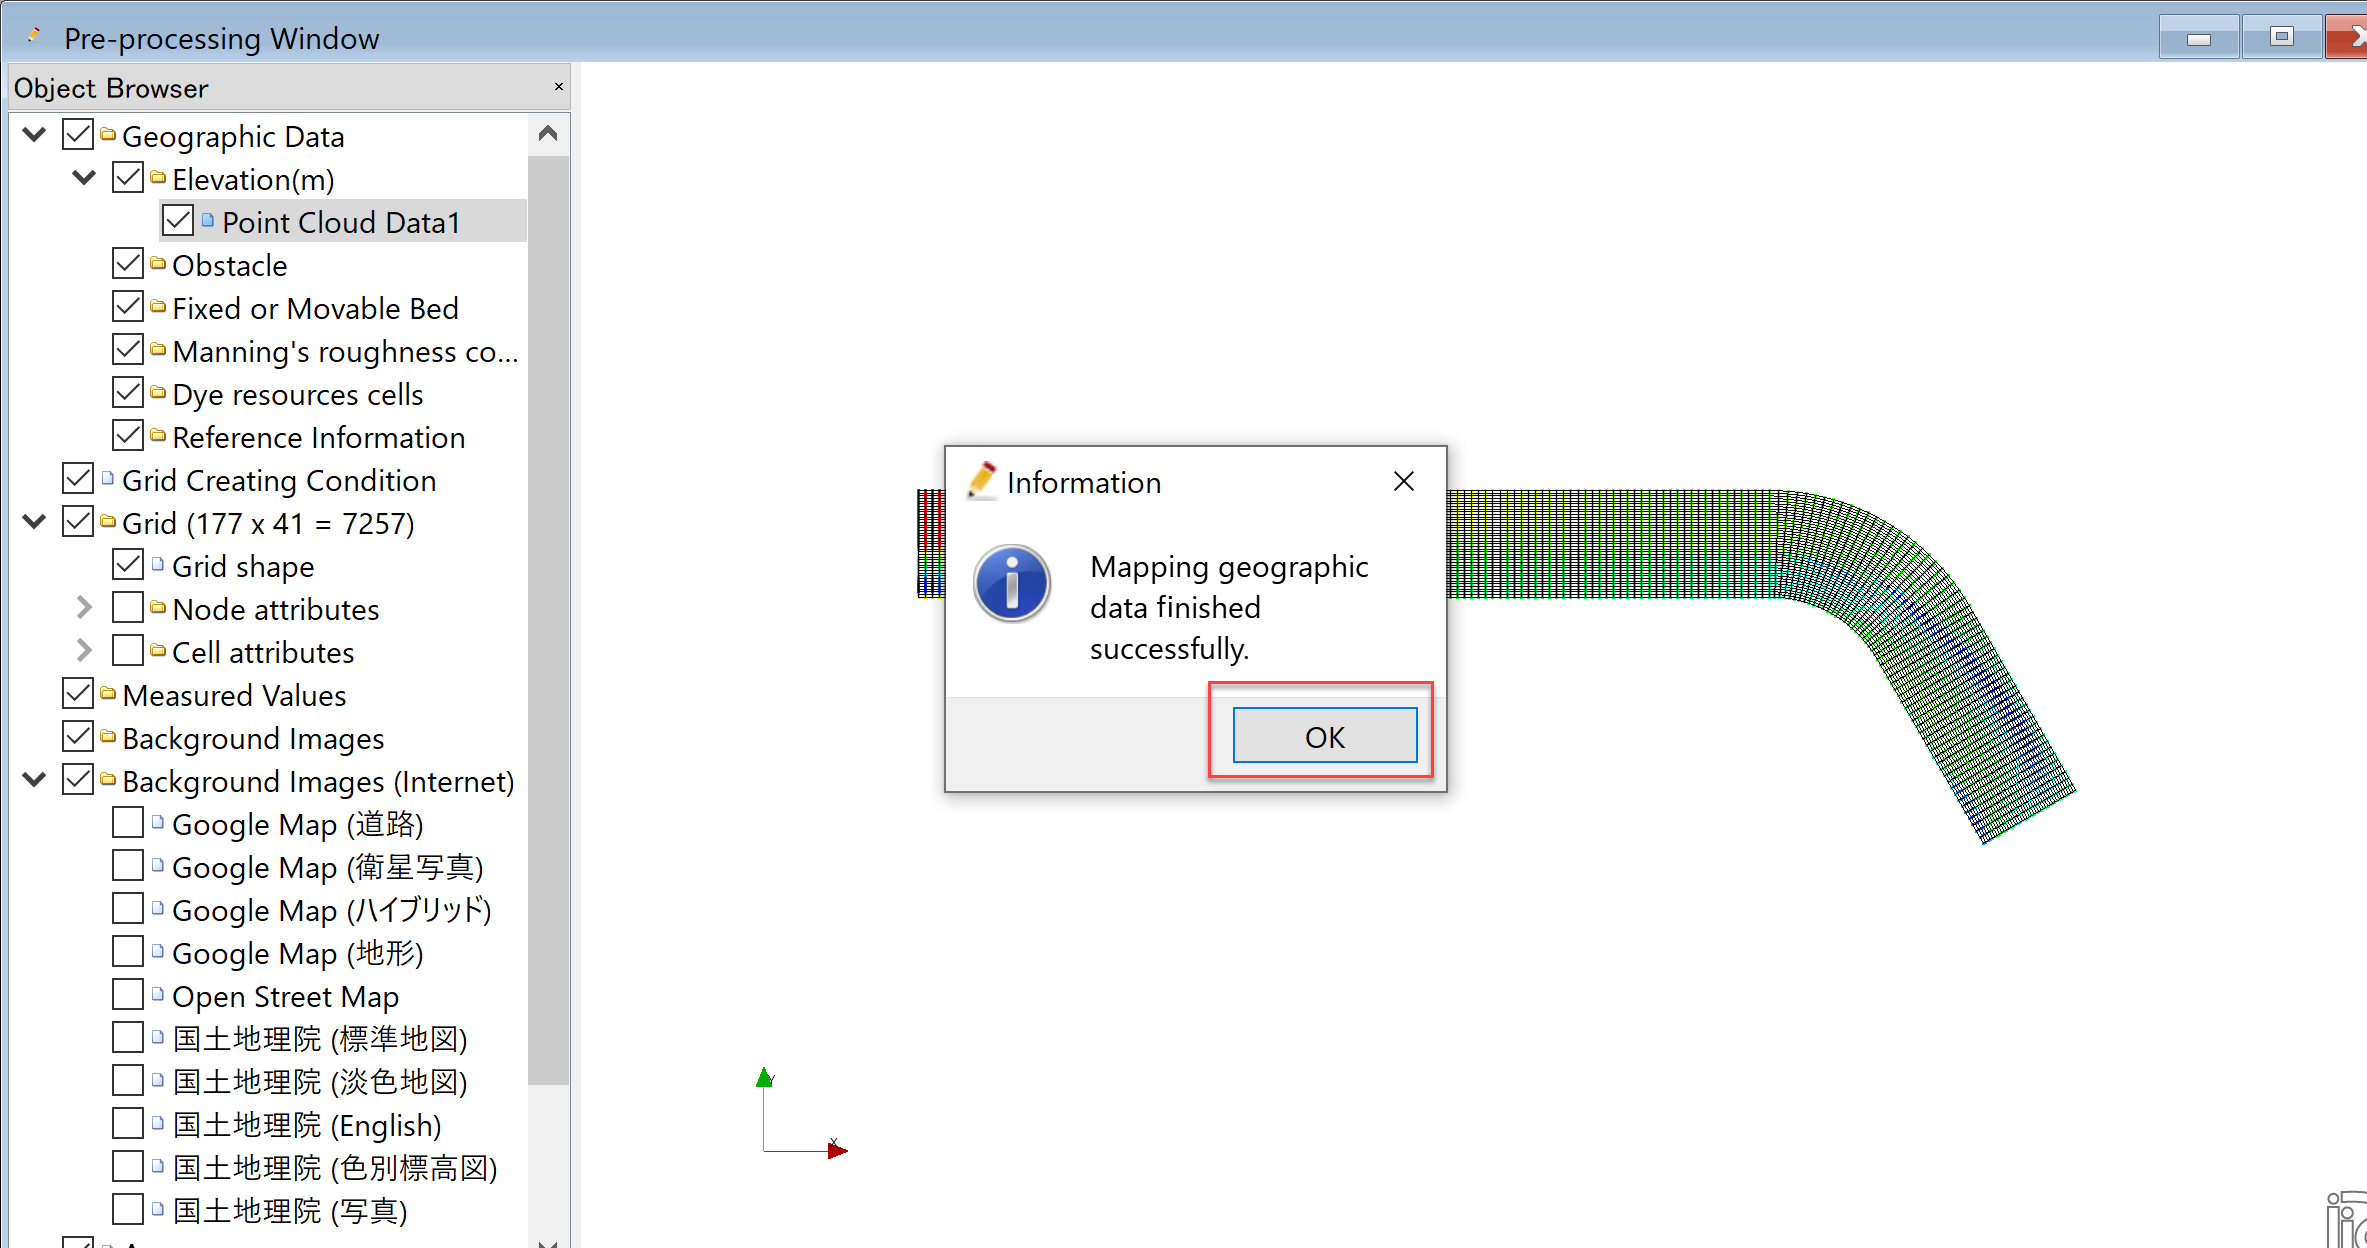 Pre-processing Window
Object Browser
Geographic Data
Elevation(m)
Point Cloud Data1
Obstacle
Fixed or Movable Bed
Manning's roughness co...
Dye resources cells
Reference Information
Grid Creating Condition
Grid (177 x 41 = 7257)
Grid shape
Node attributes
Cell attributes
Measured Values
Background Images
Background Images (Internet)
Google Map (道路)
Google Map (衛星写真)
Google Map (ハイブリッド)
Google Map (地形)
Open Street Map
国土地理院 (標準地図)
国土地理院 (淡色地図)
国土地理院 (English)
国土地理院 (色別標高図)
国土地理院 (写真)
Information
Mapping geographic
data finished
successfully.
OK
Y
X